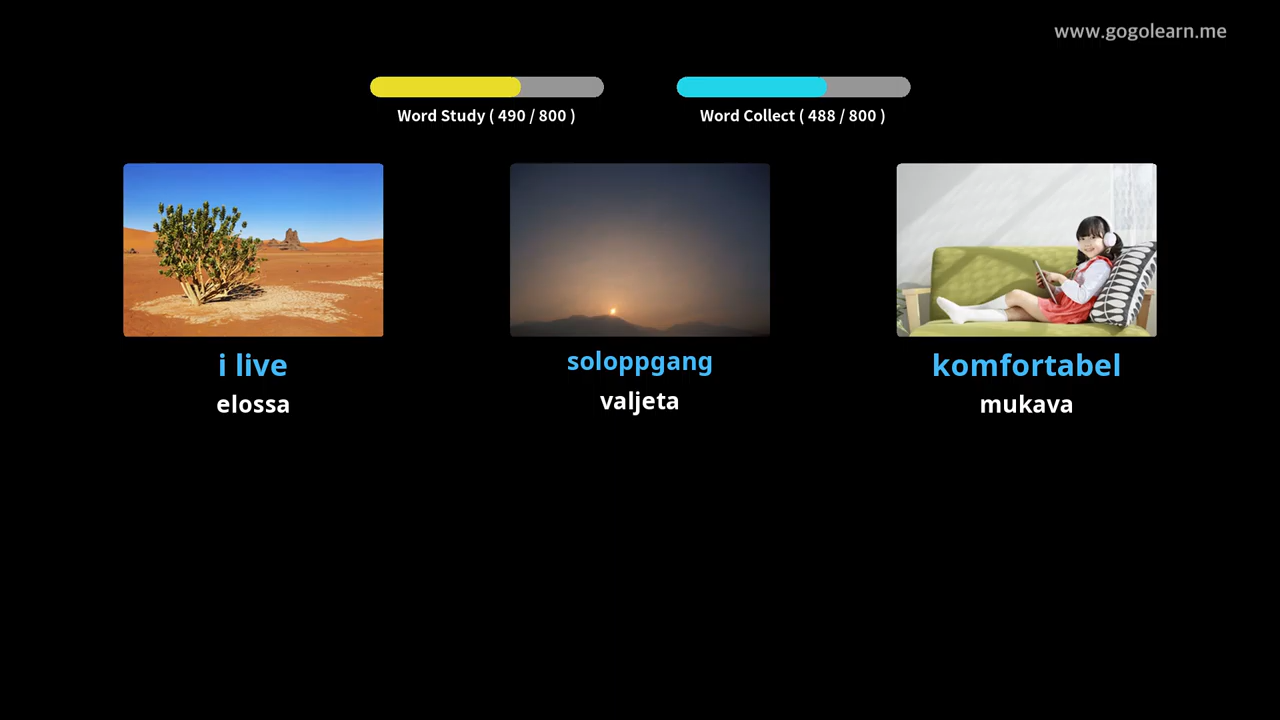 www.gogolearn.me
Word Study ( 490 / 800 )
Word Collect ( 488 / 800 )
i live
elossa
soloppgang
valjeta
komfortabel
mukava